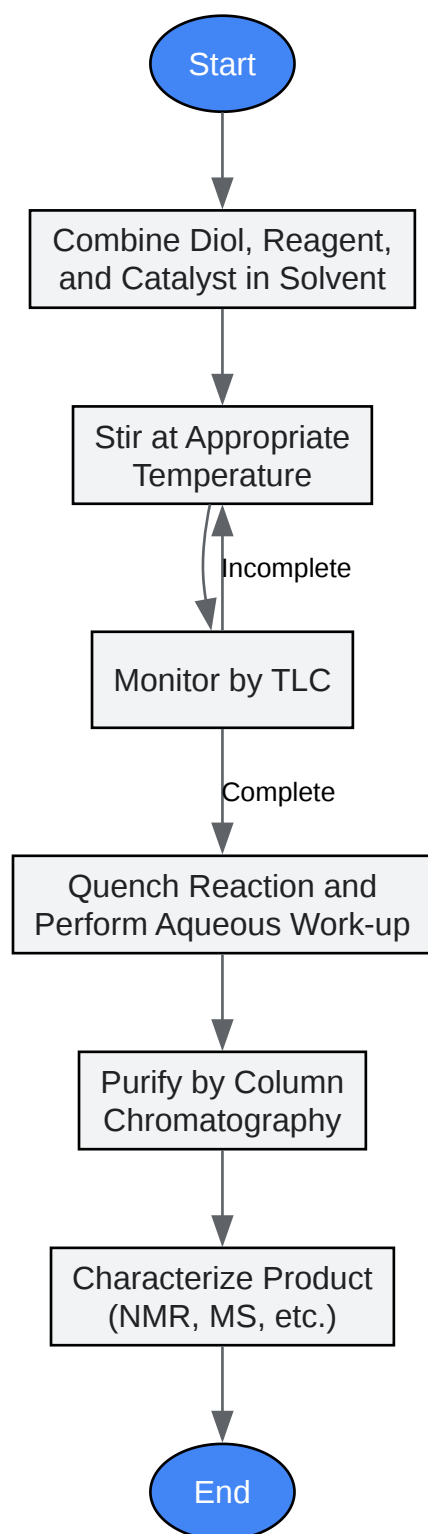 Start
Combine Diol, Reagent,
and Catalyst in Solvent
Stir at Appropriate
Temperature
Incomplete
Monitor by TLC
Complete
Quench Reaction and
Perform Aqueous Work-up
Purify by Column
Chromatography
Characterize Product
(NMR, MS, etc.)
End